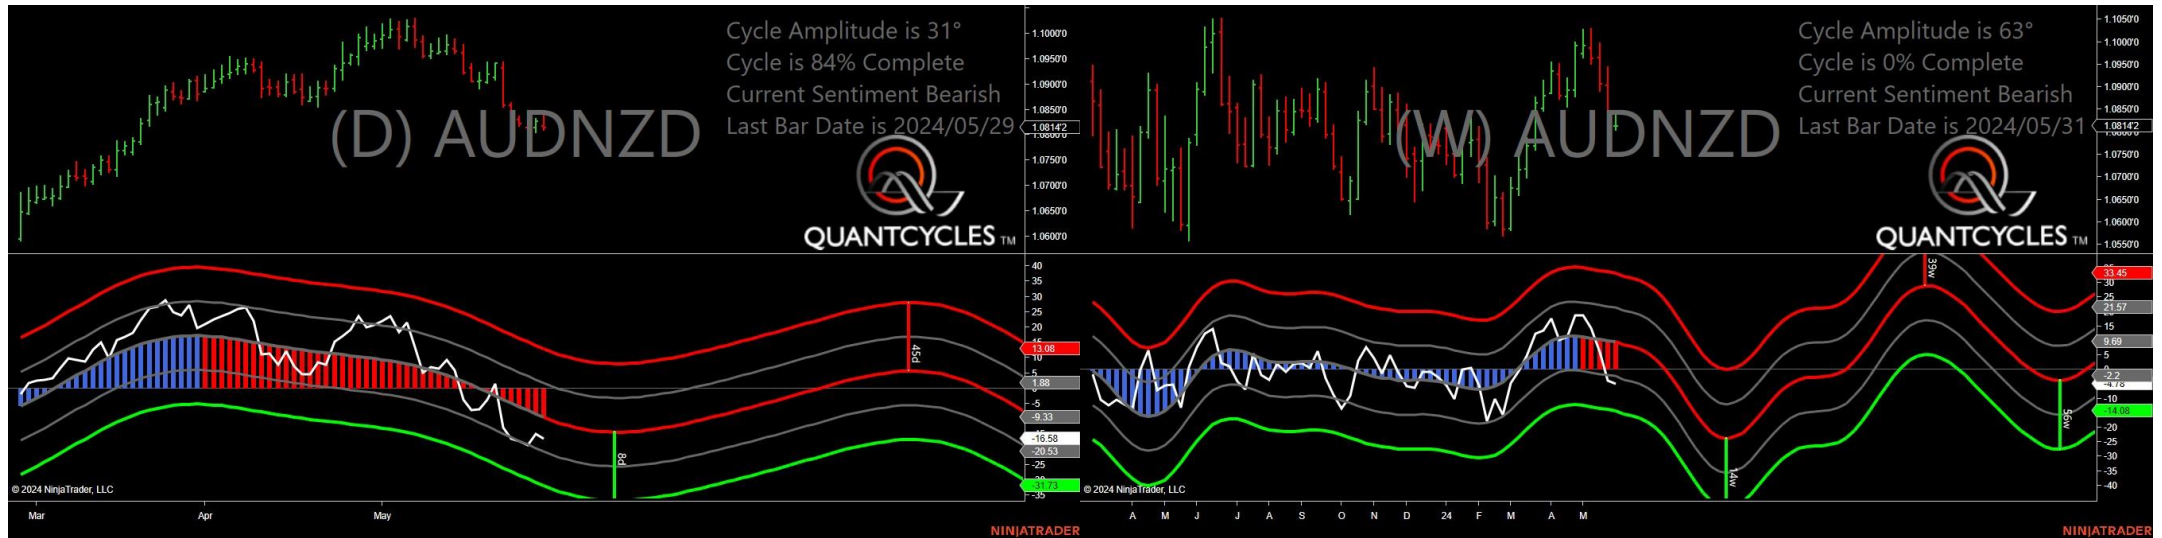 Cycle Amplitude is 31°
Cycle is 84% Complete
Current Sentiment Bearish
Last Bar Date is 2024/05/29
(D) AUDNZD
QUANTCYCLES TM
1.1000'0
1.0950'0
1.0900'0
1.0850'0
1.0814'2
1.0750'0
1.0700'0
1.0650'0
1.0600'0
40
35
30
25
20
15
13.08
10
5
1.88
-5
-9.33
-16.58
-20.53
-25
-31.73
-35
45d
8d
© 2024 NinjaTrader, LLC
Mar
Apr
May
NINJATRADER
Cycle Amplitude is 63°
Cycle is 0% Complete
Current Sentiment Bearish
Last Bar Date is 2024/05/31
(W) AUDNZD
QUANTCYCLES TM
1.1050'0
1.1000'0
1.0950'0
1.0900'0
1.0850'0
1.0814'2
1.0750'0
1.0700'0
1.0650'0
1.0600'0
1.0550'0
33.45
30
25
21.57
15
9.69
5
-2.2
-4.78
-10
-14.08
-20
-25
-30
-35
-40
39w
14w
56w
© 2024 NinjaTrader, LLC
A M J J A S O N D 24 F M A M
NINJATRADER